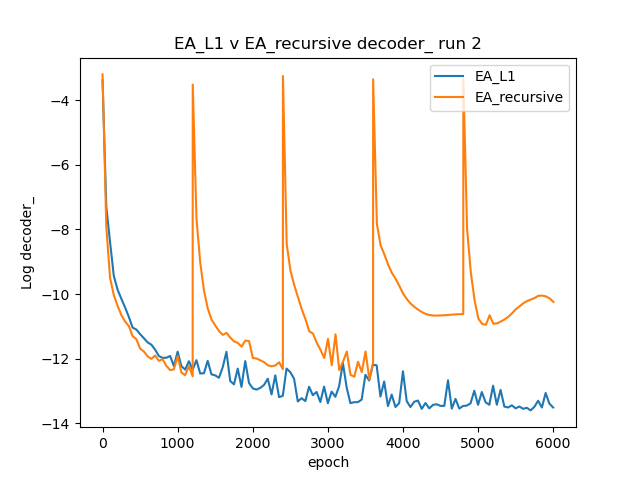 EA_L1 v EA_recursive decoder_ run 2
EA_L1
EA_recursive
Log decoder_
−4
−6
−8
−10
−12
−14
0
1000
2000
3000
4000
5000
6000
epoch